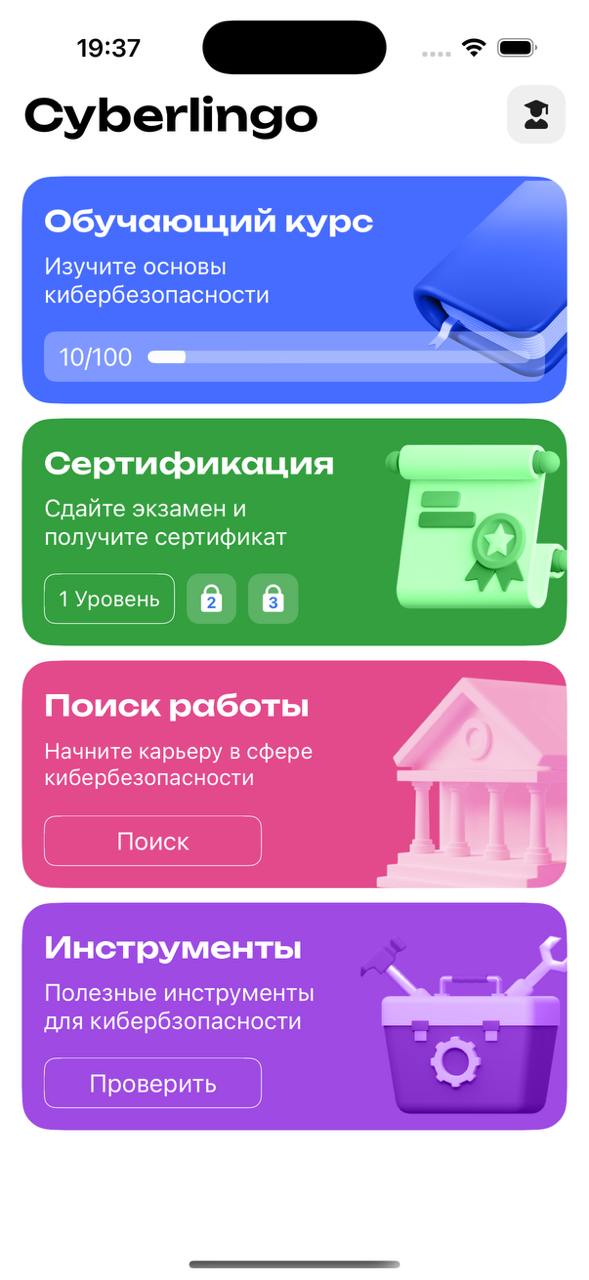 19:37
Cyberlingo
Обучающий курс
Изучите основы
кибербезопасности
10/100
Сертификация
Сдайте экзамен и
получите сертификат
1 Уровень
2
3
Поиск работы
Начните карьеру в сфере
кибербезопасности
Поиск
Инструменты
Полезные инструменты
для кибербзопасности
Проверить